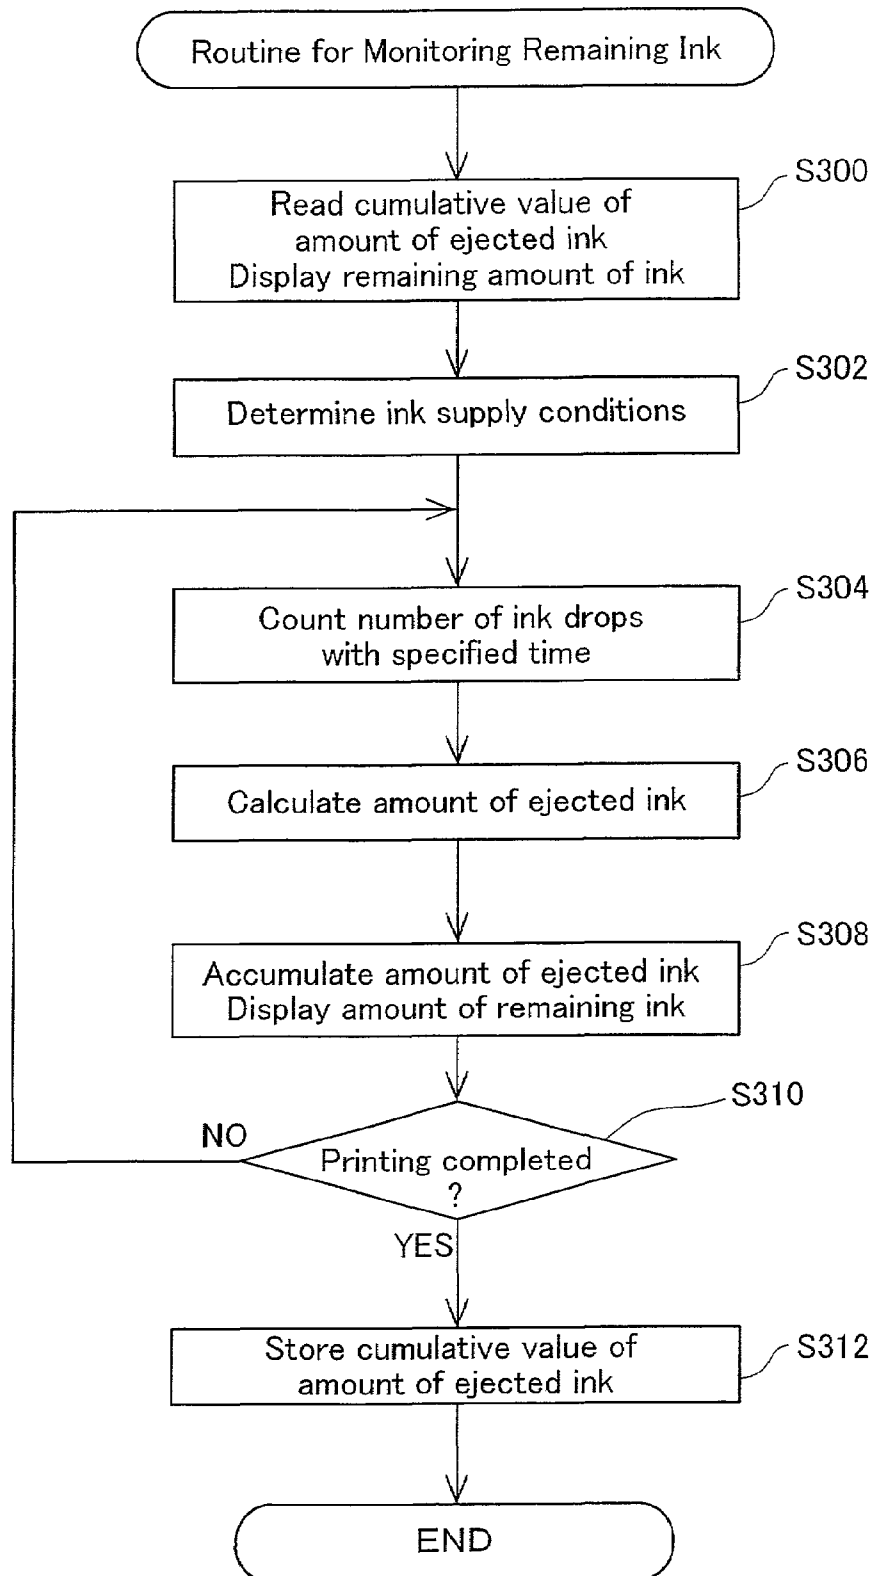 Routine for Monitoring Remaining Ink
S300
Read cumulative value of
amount of ejected ink
Display remaining amount of ink
S302
Determine ink supply conditions
S304
Count number of ink drops
with specified time
S306
Calculate amount of ejected ink
S308
Accumulate amount of ejected ink
Display amount of remaining ink
S310
NO
Printing completed
?
YES
S312
Store cumulative value of
amount of ejected ink
END